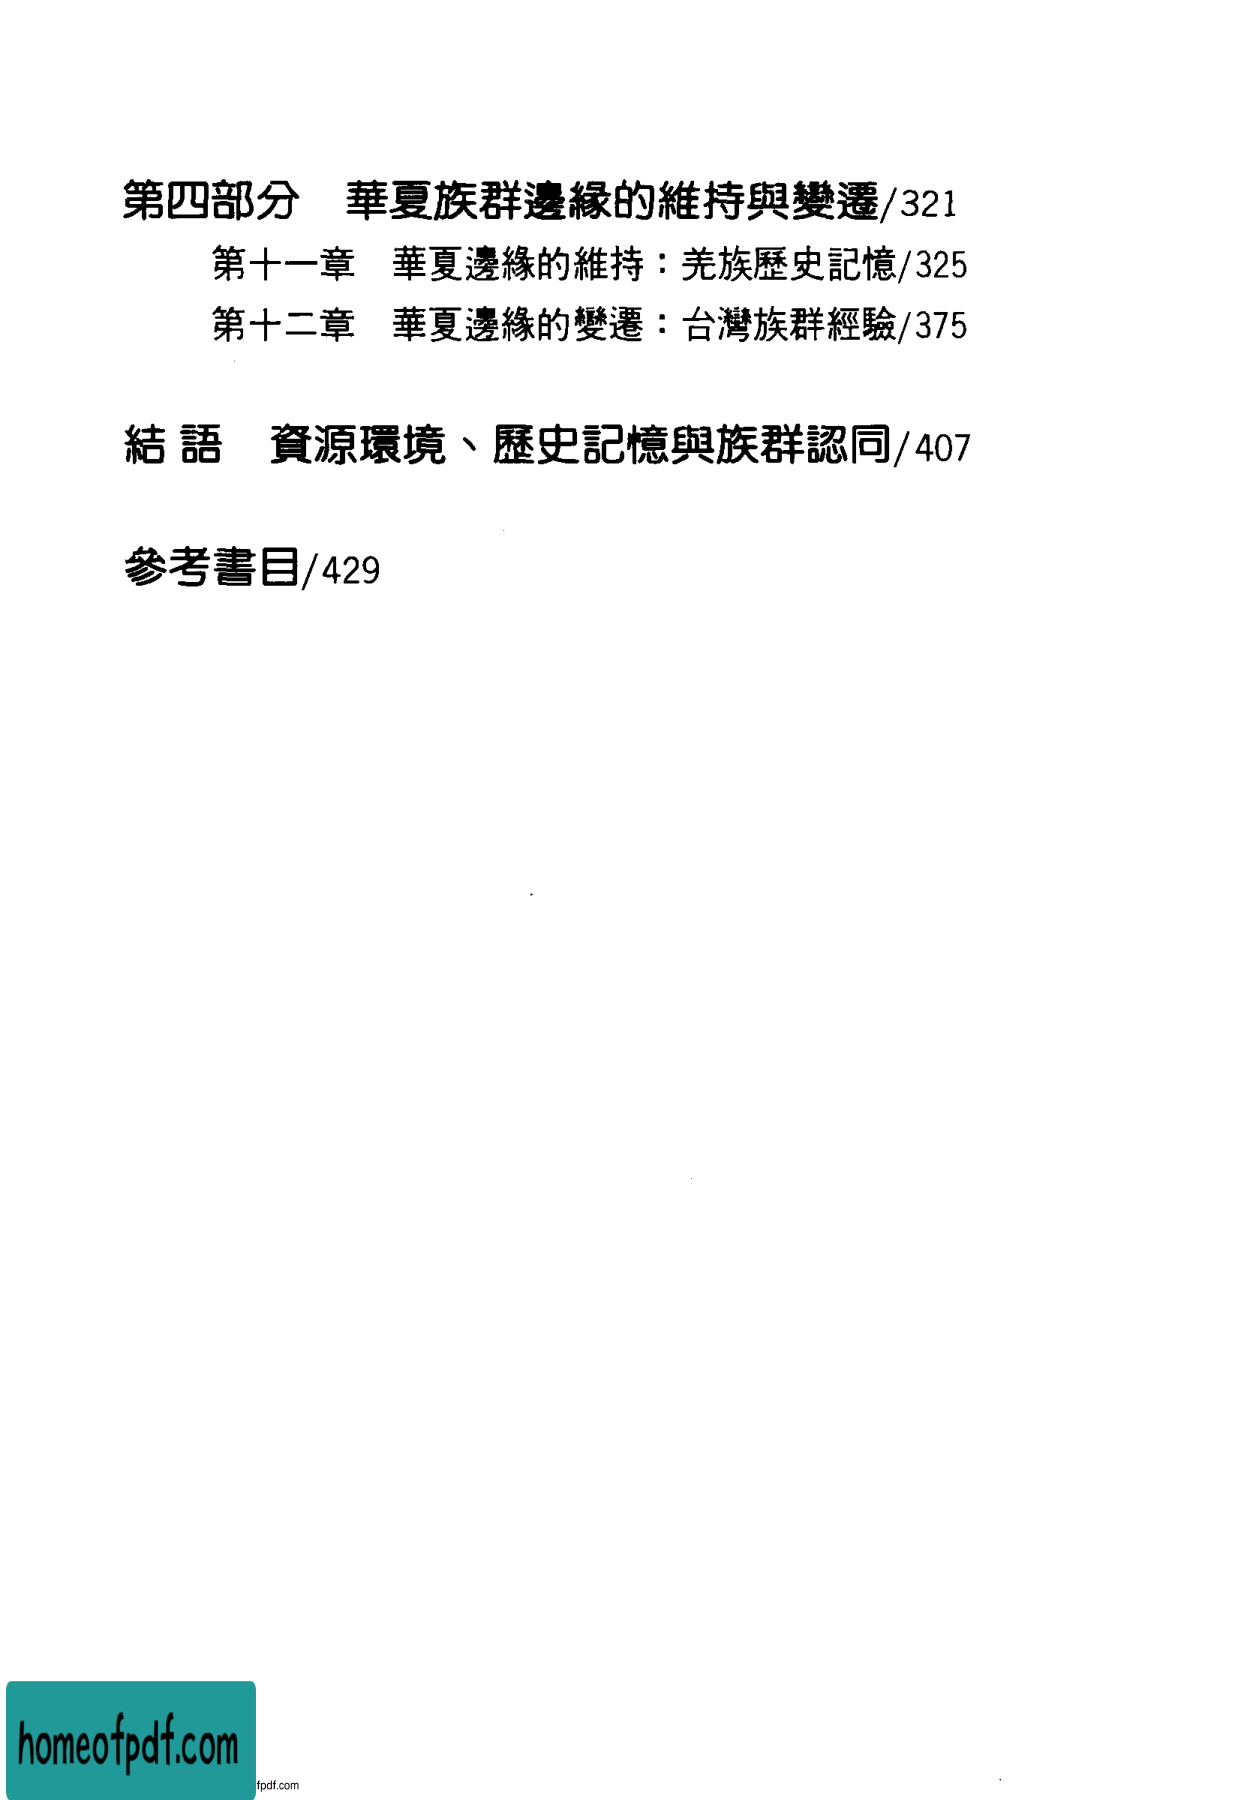 第四部分　華夏族群邊緣的維持與變遷/321
第十一章　華夏邊緣的維持：羌族歷史記憶/325
第十二章　華夏邊緣的變遷：台灣族群經驗/375
結 語　資源環境、歷史記憶與族群認同/407
參考書目/429
homeofpdf.com
fpdf.com